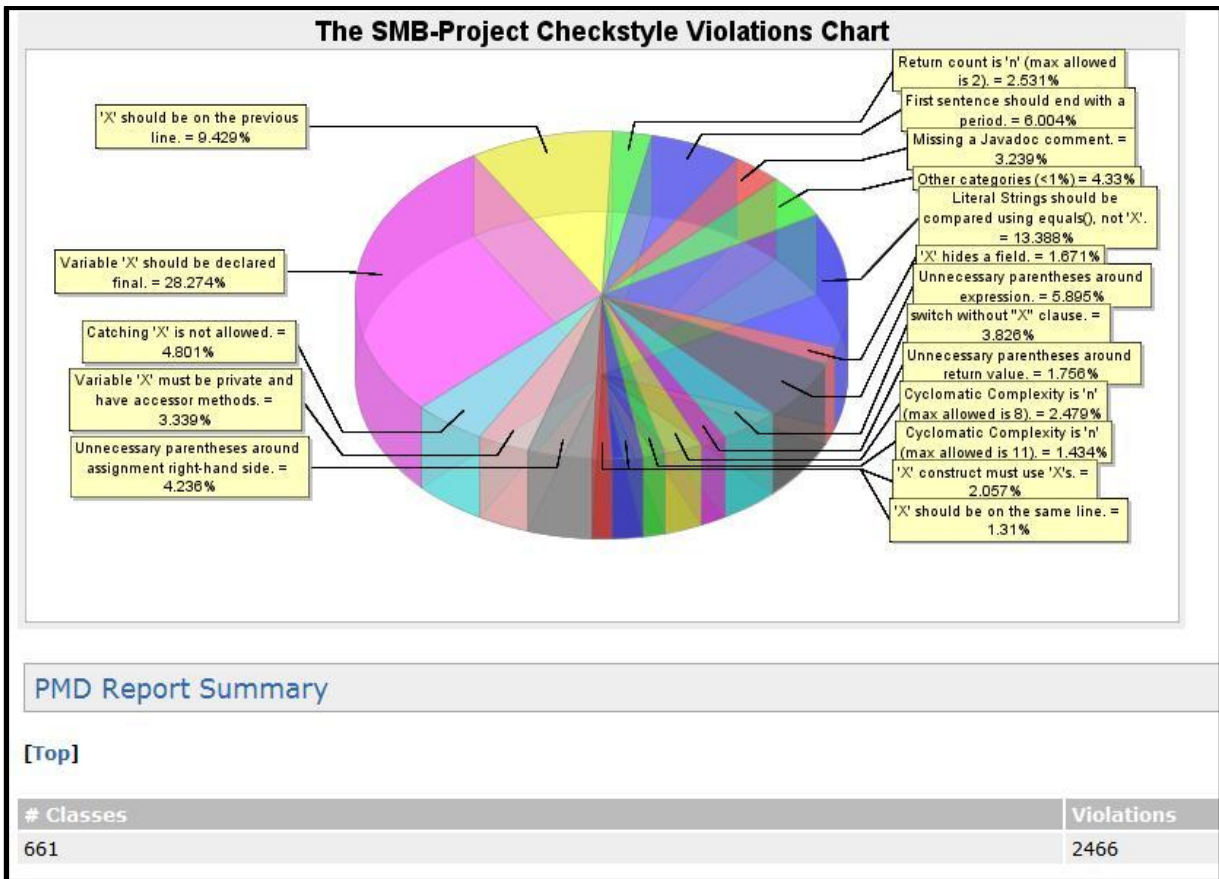 The SMB-Project Checkstyle Violations Chart
'X' should be on the previous
line. = 9.429%
Variable 'X' should be declared
final. = 28.274%
Catching 'X' is not allowed. =
4.801%
Variable 'X' must be private and
have accessor methods. =
3.339%
Unnecessary parentheses around
assignment right-hand side. =
4.236%
Return count is 'n' (max allowed
is 2). = 2.531%
First sentence should end with a
period. = 6.004%
Missing a Javadoc comment. =
3.239%
Other categories (<1%) = 4.33%
Literal Strings should be
compared using equals(), not 'X'.
= 13.388%
'X' hides a field. = 1.671%
Unnecessary parentheses around
expression. = 5.895%
switch without "X" clause. =
3.826%
Unnecessary parentheses around
return value. = 1.756%
Cyclomatic Complexity is 'n'
(max allowed is 8). = 2.479%
Cyclomatic Complexity is 'n'
(max allowed is 11). = 1.434%
'X' construct must use 'X's. =
2.057%
'X' should be on the same line. =
1.31%
PMD Report Summary
[Top]
# Classes Violations
661 2466